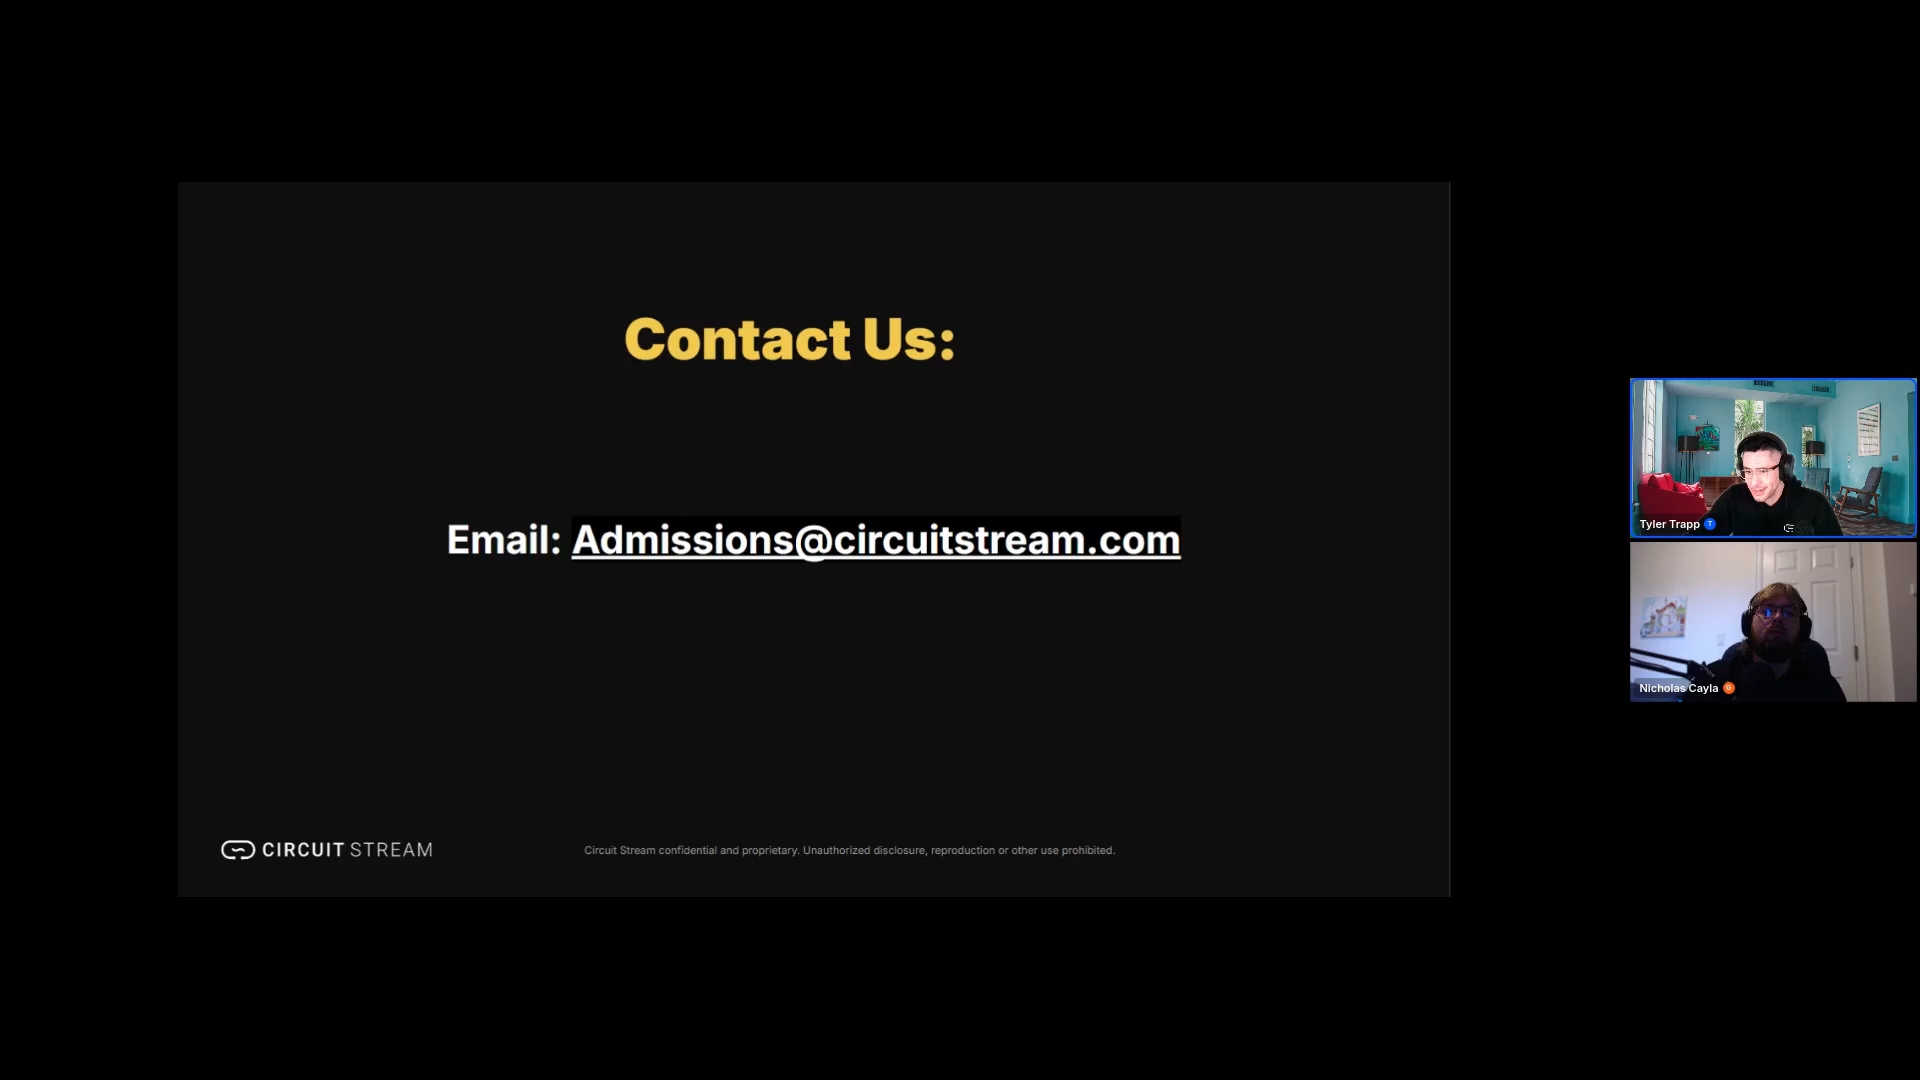 Contact Us:
Email: Admissions@circuitstream.com
CIRCUIT STREAM
Circuit Stream confidential and proprietary. Unauthorized disclosure, reproduction or other use prohibited.
Tyler Trapp T
Nicholas Cayla